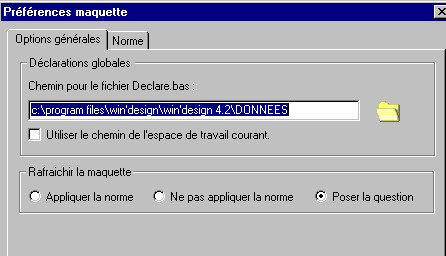 Préférences maquette
Options générales
Norme
Déclarations globales
Chemin pour le fichier Declare.bas :
c:\program files\win'design\win'design 4.2\DONNEES
Utiliser le chemin de l'espace de travail courant.
Rafraichir la maquette
Appliquer la norme
Ne pas appliquer la norme
Poser la question